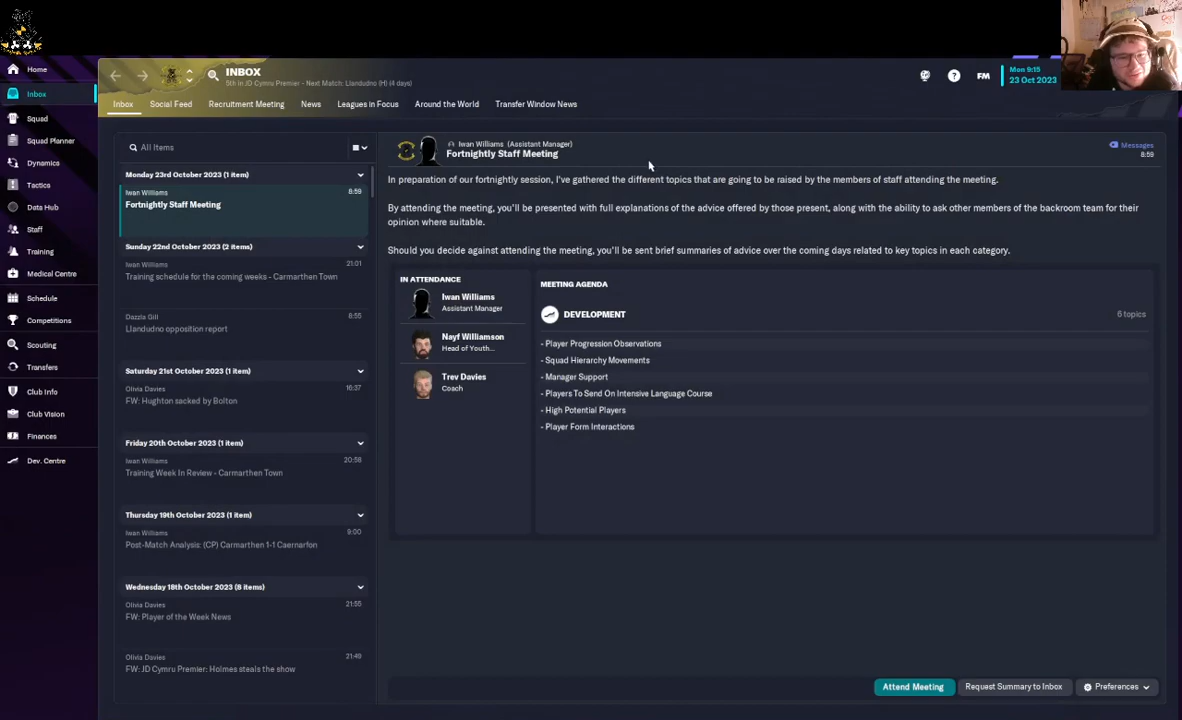 Home
Inbox
Squad
Squad Planner
Dynamics
Tactics
Data Hub
Staff
Training
Medical Centre
Schedule
Competitions
Scouting
Transfers
Club Info
Club Vision
Finances
Dev. Centre
INBOX
5th in JD Cymru Premier - Next Match: Llandudno (H) (4 days)
FM
Mon 9:15
23 Oct 2023
Inbox
Social Feed
Recruitment Meeting
News
Leagues in Focus
Around the World
Transfer Window News
All Items
Monday 23rd October 2023 (1 item)
Iwan Williams 8:59
Fortnightly Staff Meeting
Sunday 22nd October 2023 (2 items)
Iwan Williams 21:01
Training schedule for the coming weeks - Carmarthen Town
Dazzla Gill 8:55
Llandudno opposition report
Saturday 21st October 2023 (1 item)
Olivia Davies 16:37
FW: Hughton sacked by Bolton
Friday 20th October 2023 (1 item)
Iwan Williams 20:58
Training Week In Review - Carmarthen Town
Thursday 19th October 2023 (1 item)
Iwan Williams 9:00
Post-Match Analysis: (CP) Carmarthen 1-1 Caernarfon
Wednesday 18th October 2023 (8 items)
Olivia Davies 21:55
FW: Player of the Week News
Olivia Davies 21:49
FW: JD Cymru Premier: Holmes steals the show
Iwan Williams (Assistant Manager)
Fortnightly Staff Meeting
Messages
8:59
In preparation of our fortnightly session, I've gathered the different topics that are going to be raised by the members of staff attending the meeting.
By attending the meeting, you'll be presented with full explanations of the advice offered by those present, along with the ability to ask other members of the backroom team for their
opinion where suitable.
Should you decide against attending the meeting, you'll be sent brief summaries of advice over the coming days related to key topics in each category.
IN ATTENDANCE
Iwan Williams
Assistant Manager
Nayf Williamson
Head of Youth...
Trev Davies
Coach
MEETING AGENDA
DEVELOPMENT 6 topics
- Player Progression Observations
- Squad Hierarchy Movements
- Manager Support
- Players To Send On Intensive Language Course
- High Potential Players
- Player Form Interactions
Attend Meeting
Request Summary to Inbox
Preferences